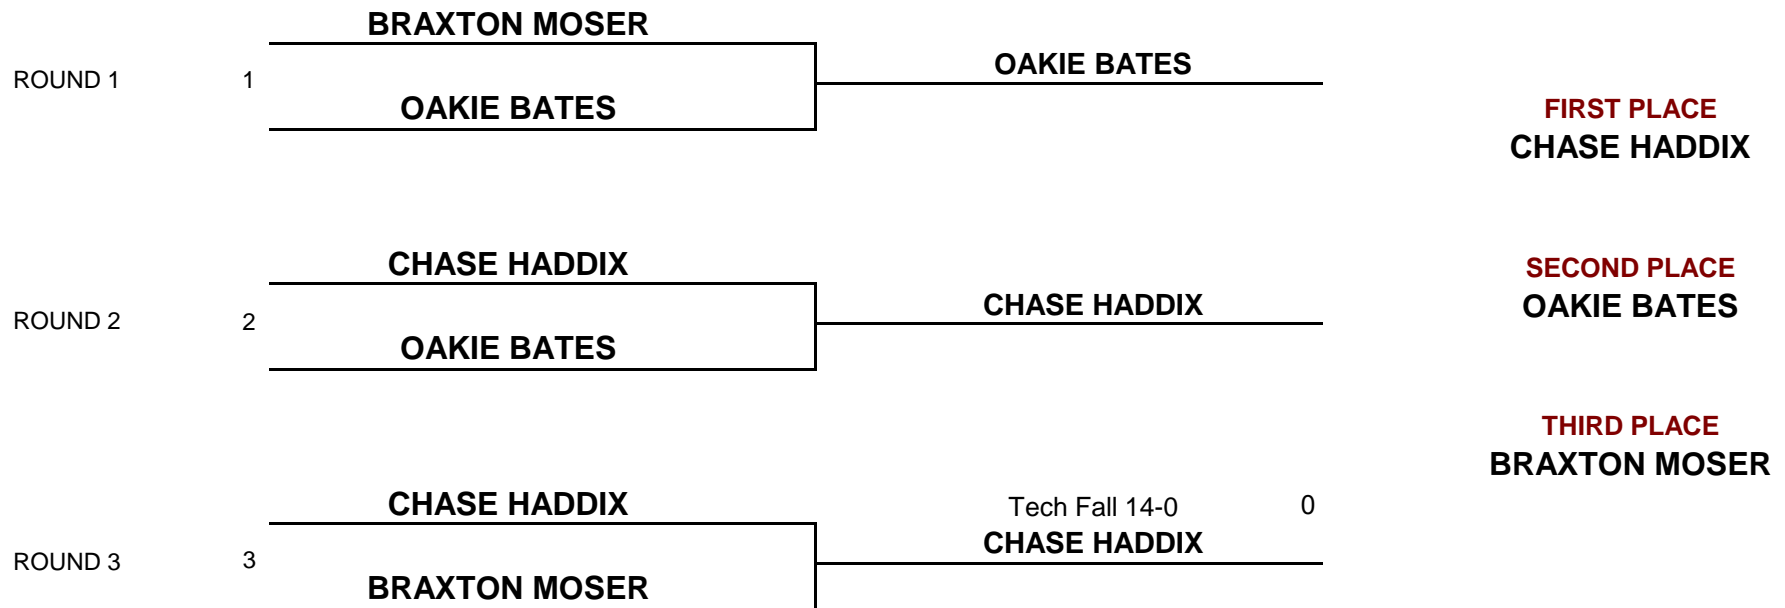 BRAXTON MOSER
ROUND 1 1 OAKIE BATES
OAKIE BATES
FIRST PLACE
CHASE HADDIX
CHASE HADDIX
ROUND 2 2 CHASE HADDIX
OAKIE BATES
SECOND PLACE
OAKIE BATES
THIRD PLACE
BRAXTON MOSER
CHASE HADDIX
Tech Fall 14-0 0
ROUND 3 3 CHASE HADDIX
BRAXTON MOSER